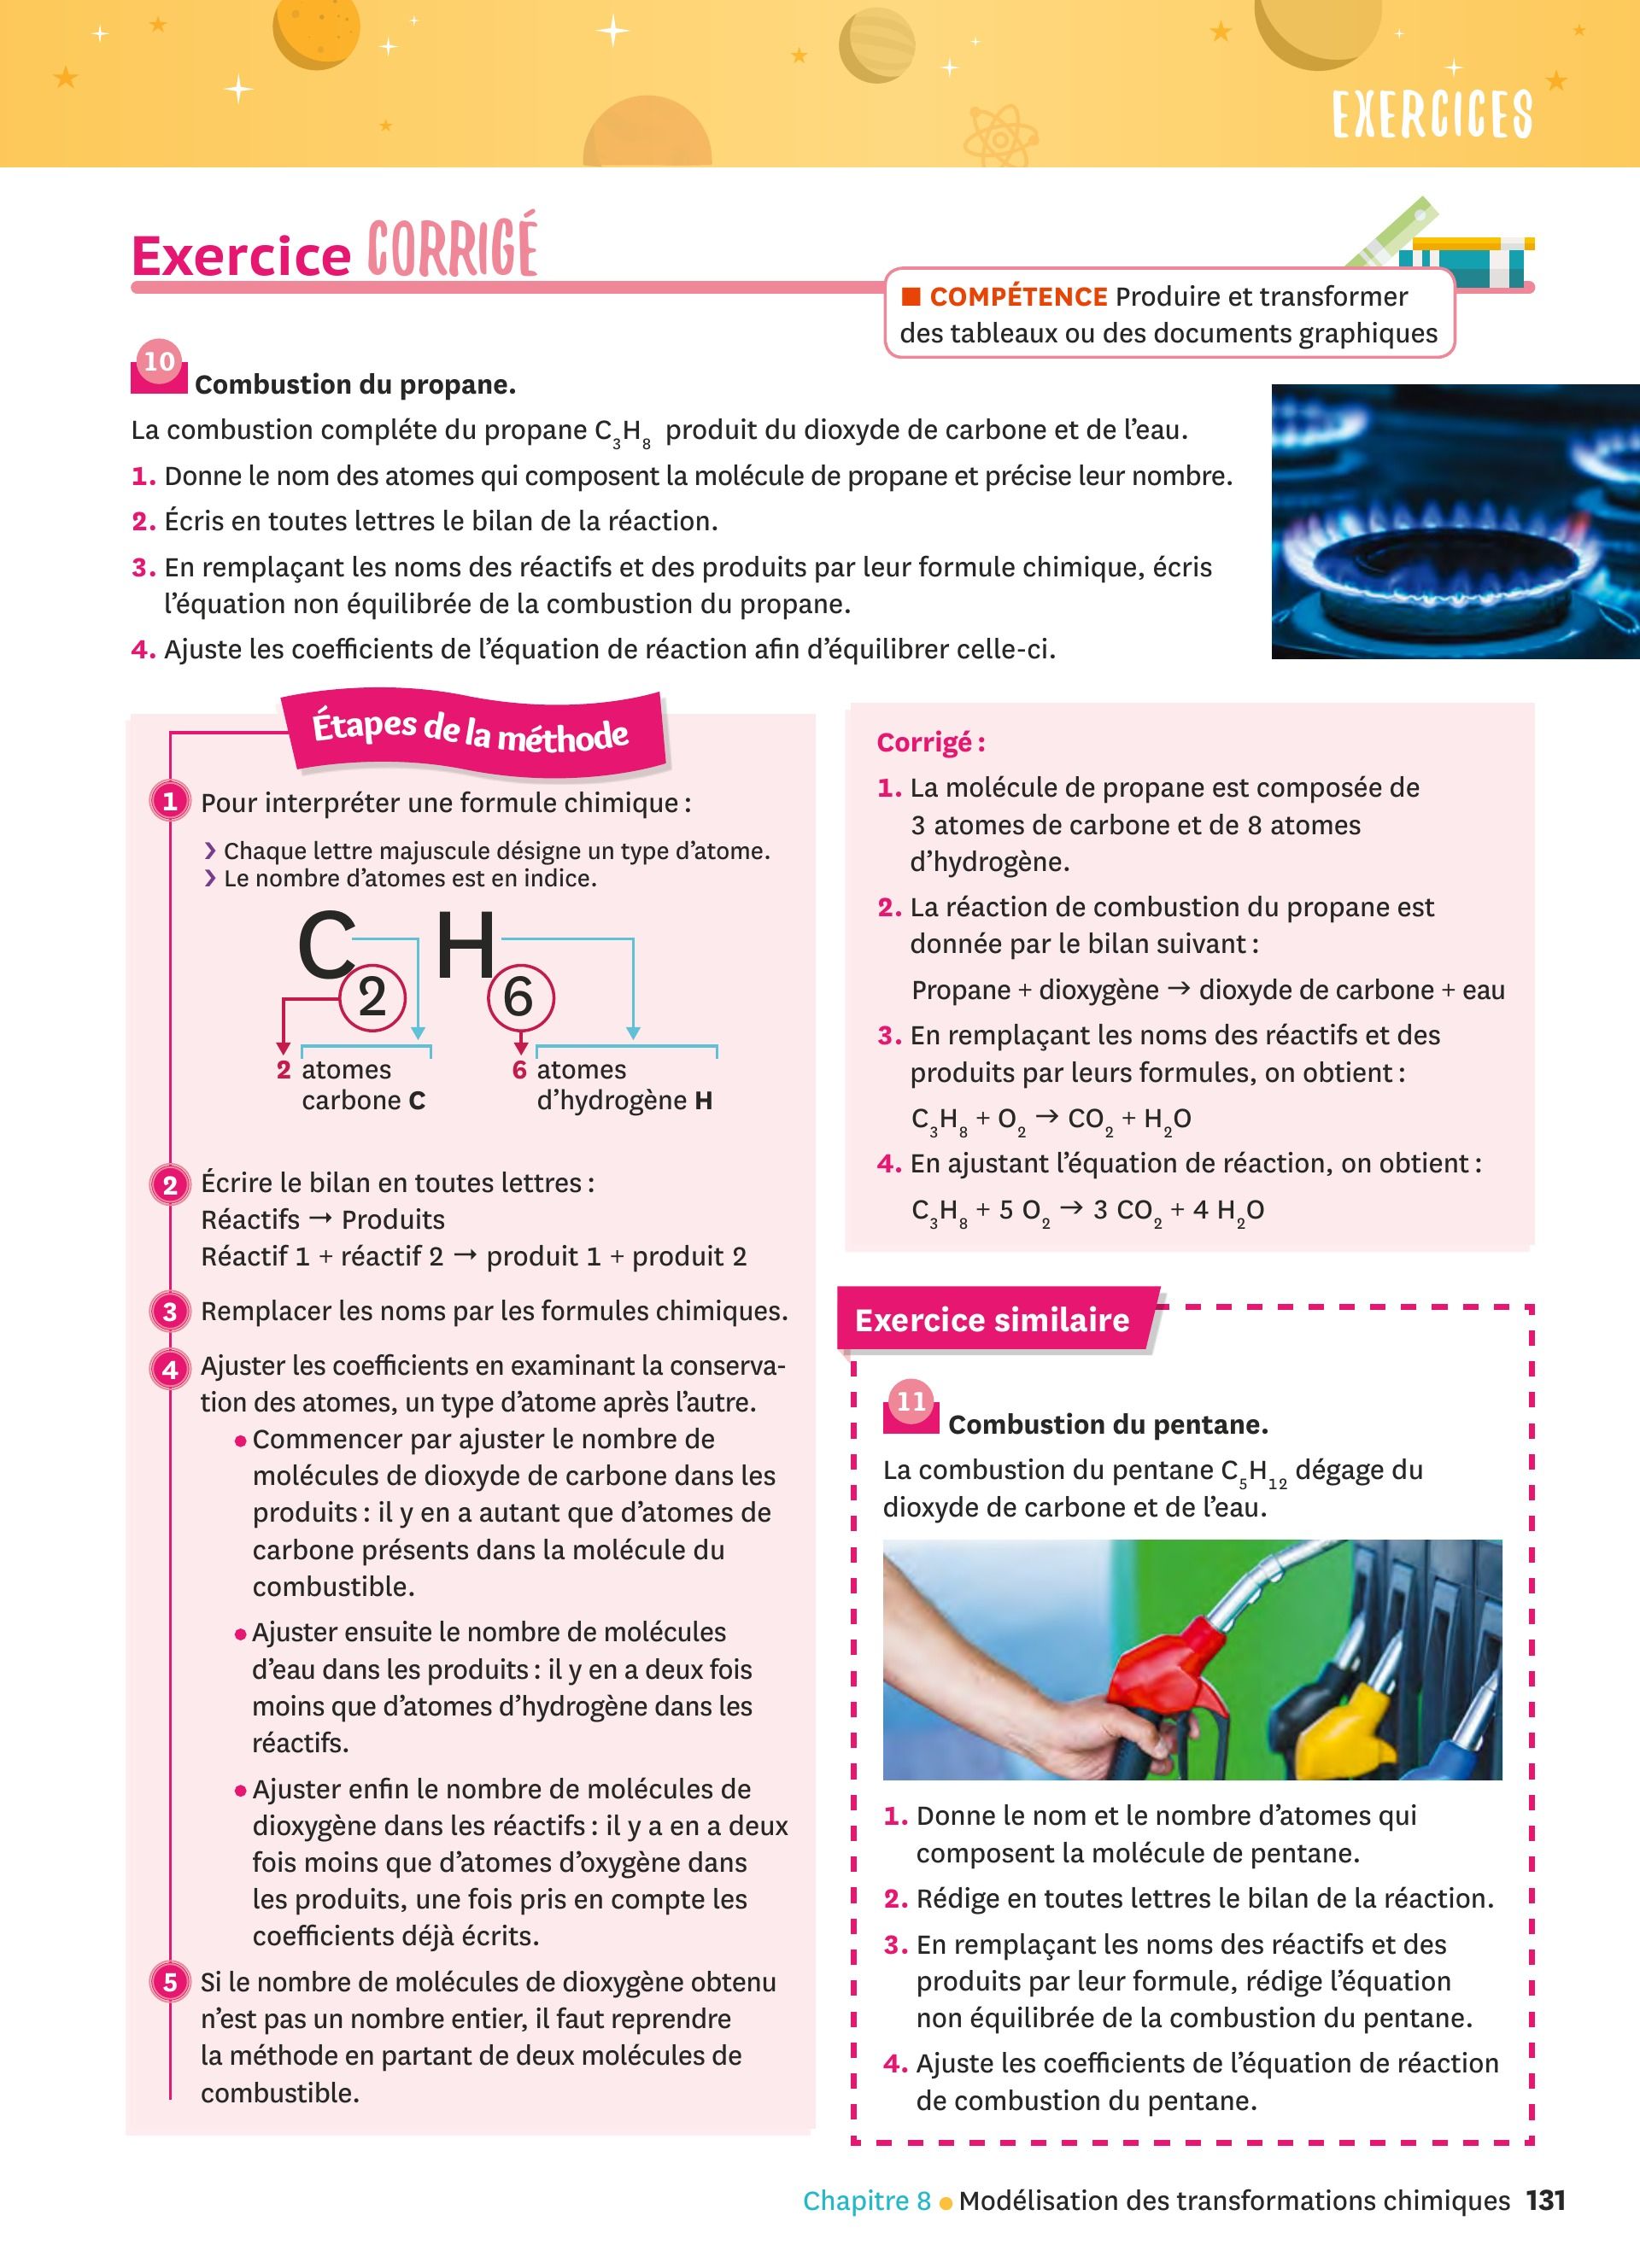 EXERCICES
Exercice CORRIGÉ
■ COMPÉTENCE Produire et transformer
des tableaux ou des documents graphiques
10 Combustion du propane.
La combustion compléte du propane C₃H₈ produit du dioxyde de carbone et de l’eau.
1. Donne le nom des atomes qui composent la molécule de propane et précise leur nombre.
2. Écris en toutes lettres le bilan de la réaction.
3. En remplaçant les noms des réactifs et des produits par leur formule chimique, écris
l’équation non équilibrée de la combustion du propane.
4. Ajuste les coefficients de l’équation de réaction afin d’équilibrer celle-ci.
Étapes de la méthode
1 Pour interpréter une formule chimique :
❯ Chaque lettre majuscule désigne un type d’atome.
❯ Le nombre d’atomes est en indice.
C₂ H₆
2 atomes 6 atomes
carbone C d’hydrogène H
2 Écrire le bilan en toutes lettres :
Réactifs → Produits
Réactif 1 + réactif 2 → produit 1 + produit 2
3 Remplacer les noms par les formules chimiques.
4 Ajuster les coefficients en examinant la conserva-
tion des atomes, un type d’atome après l’autre.
• Commencer par ajuster le nombre de
molécules de dioxyde de carbone dans les
produits : il y en a autant que d’atomes de
carbone présents dans la molécule du
combustible.
• Ajuster ensuite le nombre de molécules
d’eau dans les produits : il y en a deux fois
moins que d’atomes d’hydrogène dans les
réactifs.
• Ajuster enfin le nombre de molécules de
dioxygène dans les réactifs : il y a en a deux
fois moins que d’atomes d’oxygène dans
les produits, une fois pris en compte les
coefficients déjà écrits.
5 Si le nombre de molécules de dioxygène obtenu
n’est pas un nombre entier, il faut reprendre
la méthode en partant de deux molécules de
combustible.
Corrigé :
1. La molécule de propane est composée de
3 atomes de carbone et de 8 atomes
d’hydrogène.
2. La réaction de combustion du propane est
donnée par le bilan suivant :
Propane + dioxygène → dioxyde de carbone + eau
3. En remplaçant les noms des réactifs et des
produits par leurs formules, on obtient :
C₃H₈ + O₂ → CO₂ + H₂O
4. En ajustant l’équation de réaction, on obtient :
C₃H₈ + 5 O₂ → 3 CO₂ + 4 H₂O
Exercice similaire
11 Combustion du pentane.
La combustion du pentane C₅H₁₂ dégage du
dioxyde de carbone et de l’eau.
1. Donne le nom et le nombre d’atomes qui
composent la molécule de pentane.
2. Rédige en toutes lettres le bilan de la réaction.
3. En remplaçant les noms des réactifs et des
produits par leur formule, rédige l’équation
non équilibrée de la combustion du pentane.
4. Ajuste les coefficients de l’équation de réaction
de combustion du pentane.
Chapitre 8 • Modélisation des transformations chimiques 131